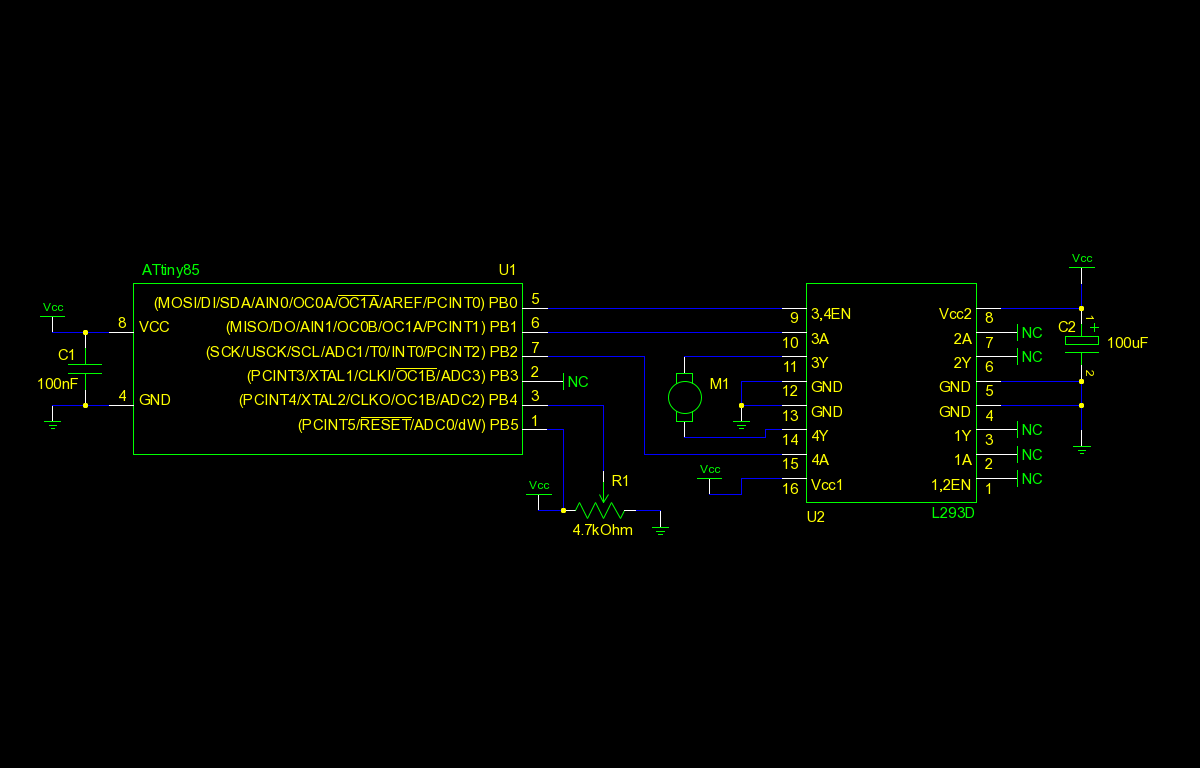 Vcc
ATtiny85 U1
(MOSI/DI/SDA/AIN0/OC0A/OC1A/AREF/PCINT0) PB0 5
8 VCC (MISO/DO/AIN1/OC0B/OC1A/PCINT1) PB1 6
(SCK/USCK/SCL/ADC1/T0/INT0/PCINT2) PB2 7
(PCINT3/XTAL1/CLKI/OC1B/ADC3) PB3 2 NC
4 GND (PCINT4/XTAL2/CLKO/OC1B/ADC2) PB4 3
(PCINT5/RESET/ADC0/dW) PB5 1
C1
100nF
Vcc
R1
4.7kOhm
M1
Vcc
9 3,4EN Vcc2 8
10 3A 2A 7 NC
11 3Y 2Y 6 NC
12 GND GND 5
13 GND GND 4
14 4Y 1Y 3 NC
15 4A 1A 2 NC
16 Vcc1 1,2EN 1 NC
U2 L293D
Vcc
1
+
C2 100uF
2